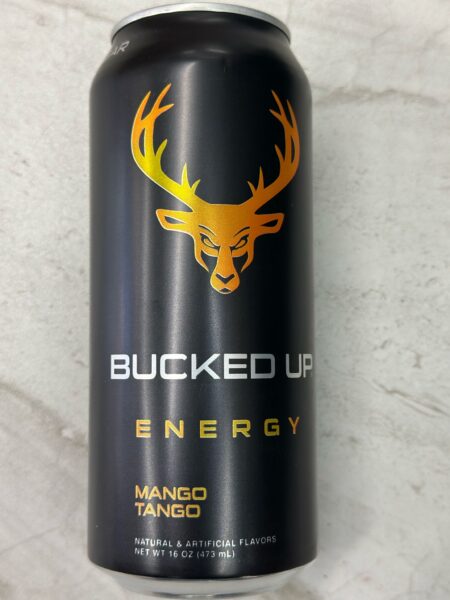 BUCKED UP
ENERGY
MANGO
TANGO
NATURAL & ARTIFICIAL FLAVORS
NET WT 16 OZ (473 mL)